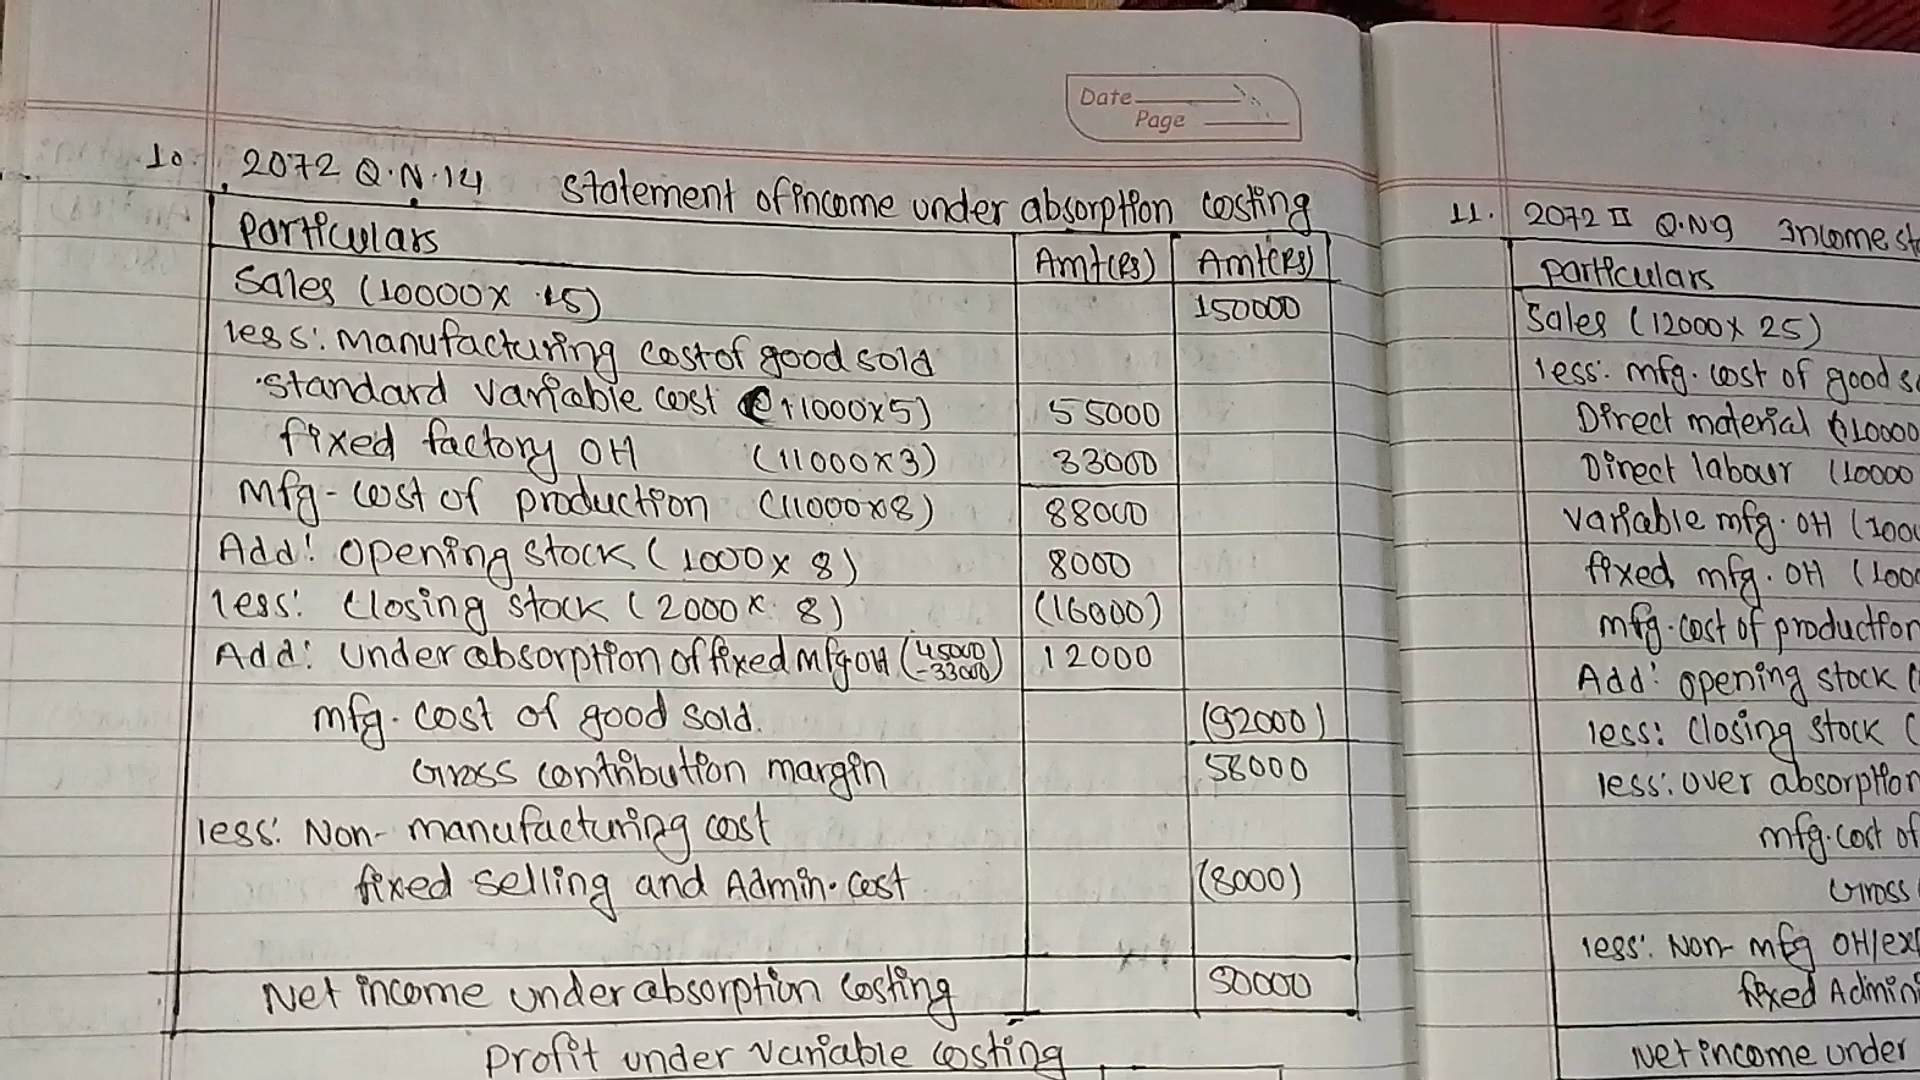 Date
Page
10. 2072 Q.N.14 Statement of income under absorption costing
Particulars Amt(Rs) Amt(Rs)
Sales (10000 x 15) 150000
less: Manufacturing cost of good sold
Standard variable cost (11000x5) 55000
fixed factory OH (11000x3) 33000
Mfg-cost of production (11000x8) 88000
Add: Opening stock (1000 x 8) 8000
less: Closing stock (2000 x 8) (16000)
Add: Under absorption of fixed Mfg OH (45000 - 33000) 12000
mfg. cost of good sold. (92000)
Gross contribution margin 58000
less: Non-manufacturing cost
fixed selling and Admin. cost (8000)
Net income under absorption costing 50000
Profit under variable costing
11. 2072 II Q.N9 Income st
Particulars
Sales (12000 x 25)
less: mfg. cost of good s
Direct material (10000
Direct labour (10000
variable mfg. OH (100
fixed mfg. OH (100
mfg. cost of production
Add: opening stock (
less: Closing stock (
less: over absorption
mfg. cost of
Gross
less: Non-mfg OH/ex
fixed Admini
Net income under